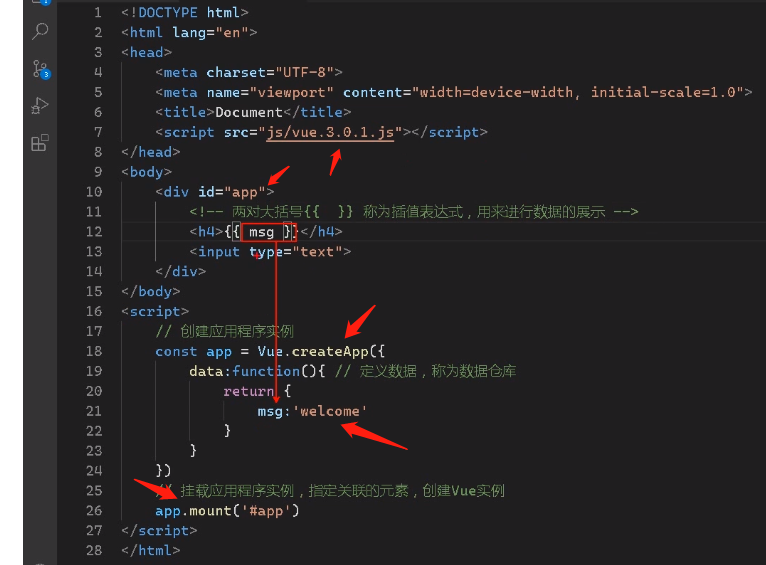 1 <!DOCTYPE html>
2 <html lang="en">
3 <head>
4 <meta charset="UTF-8">
5 <meta name="viewport" content="width=device-width, initial-scale=1.0">
6 <title>Document</title>
7 <script src="js/vue.3.0.1.js"></script>
8 </head>
9 <body>
10 <div id="app">
11 <!-- 两对大括号{{  }} 称为插值表达式，用来进行数据的展示 -->
12 <h4>{{ msg }}</h4>
13 <input type="text">
14 </div>
15 </body>
16 <script>
17 // 创建应用程序实例
18 const app = Vue.createApp({
19 data:function(){ // 定义数据，称为数据仓库
20 return {
21 msg:'welcome'
22 }
23 }
24 })
25 // 挂载应用程序实例，指定关联的元素，创建Vue实例
26 app.mount('#app')
27 </script>
28 </html>
3